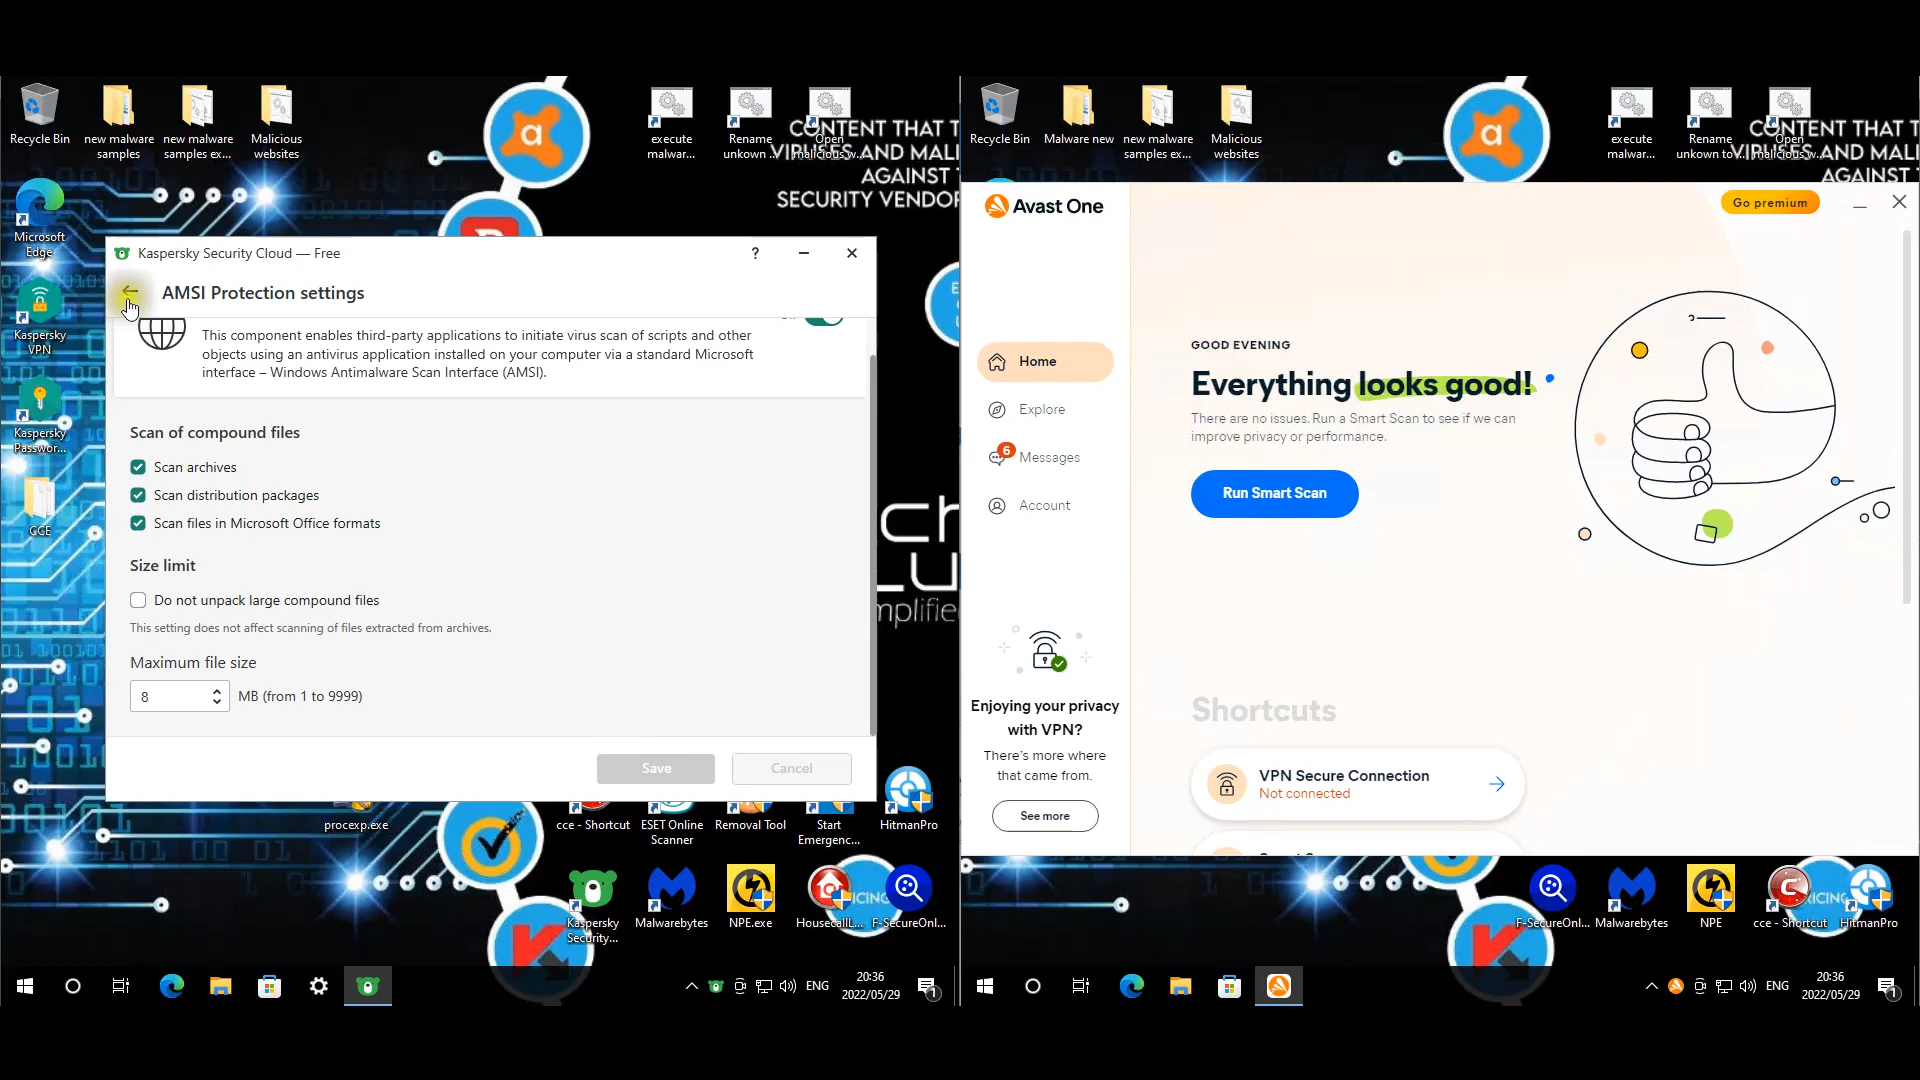 Recycle Bin
new malware
samples
new malware
samples ex...
Malicious
websites
execute
malwar...
Rename
unkown ...
Open
malicious w...
CONTENT THAT T
VIRUSES AND MALI
AGAINST
SECURITY VENDOR
Microsoft
Edge
Kaspersky
VPN
Kaspersky
Passwor...
CCE
Kaspersky Security Cloud — Free
?
AMSI Protection settings
This component enables third-party applications to initiate virus scan of scripts and other
objects using an antivirus application installed on your computer via a standard Microsoft
interface – Windows Antimalware Scan Interface (AMSI).
Scan of compound files
Scan archives
Scan distribution packages
Scan files in Microsoft Office formats
Size limit
Do not unpack large compound files
This setting does not affect scanning of files extracted from archives.
Maximum file size
8
MB (from 1 to 9999)
Save
Cancel
mplifie
procexp.exe
cce - Shortcut
ESET Online
Scanner
Removal Tool
Start
Emergenc...
HitmanPro
Kaspersky
Security...
Malwarebytes
NPE.exe
HousecallL...
F-SecureOnl...
ENG
20:36
2022/05/29
1
Recycle Bin
Malware new
new malware
samples ex...
Malicious
websites
execute
malwar...
Rename
unkown to ...
Open
malicious w...
CONTENT THAT T
VIRUSES AND MALI
AGAINST
Avast One
Go premium
Home
Explore
6
Messages
Account
GOOD EVENING
Everything looks good!
There are no issues. Run a Smart Scan to see if we can
improve privacy or performance.
Run Smart Scan
Enjoying your privacy
with VPN?
There's more where
that came from.
See more
Shortcuts
VPN Secure Connection
Not connected
F-SecureOnl...
Malwarebytes
NPE
cce - Shortcut
HitmanPro
ENG
20:36
2022/05/29
1